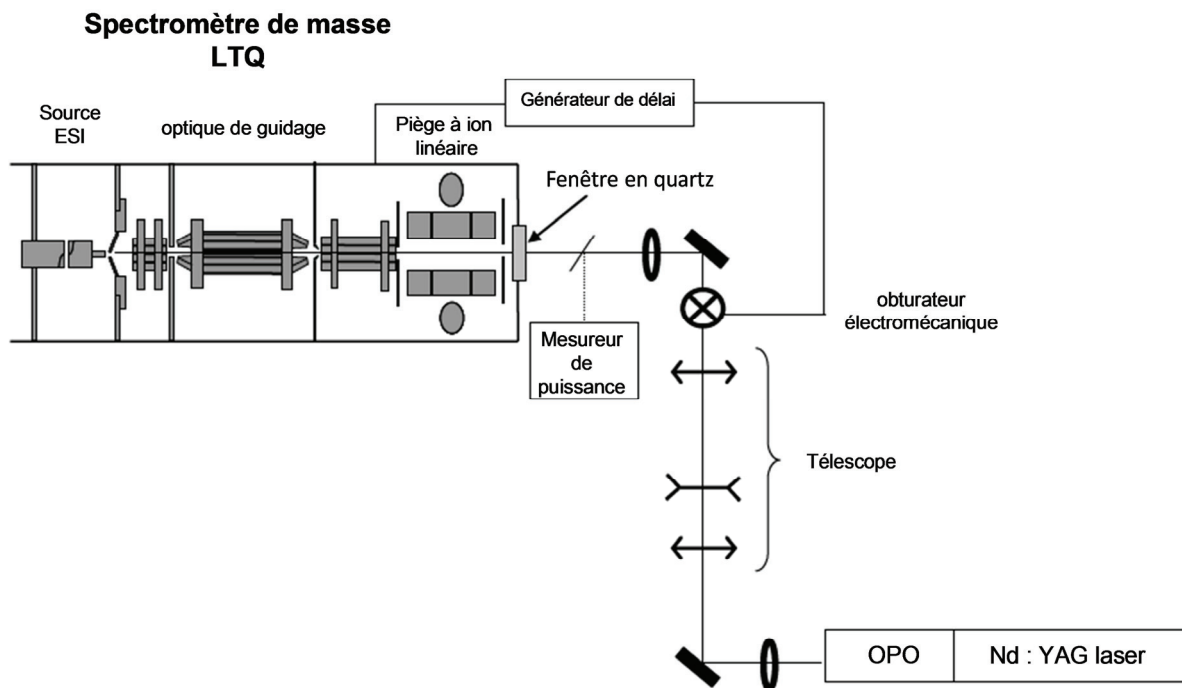 Spectromètre de masse
LTQ
Source
ESI
optique de guidage
Piège à ion
linéaire
Générateur de délai
Fenêtre en quartz
Mesureur
de
puissance
obturateur
électromécanique
Télescope
OPO
Nd : YAG laser